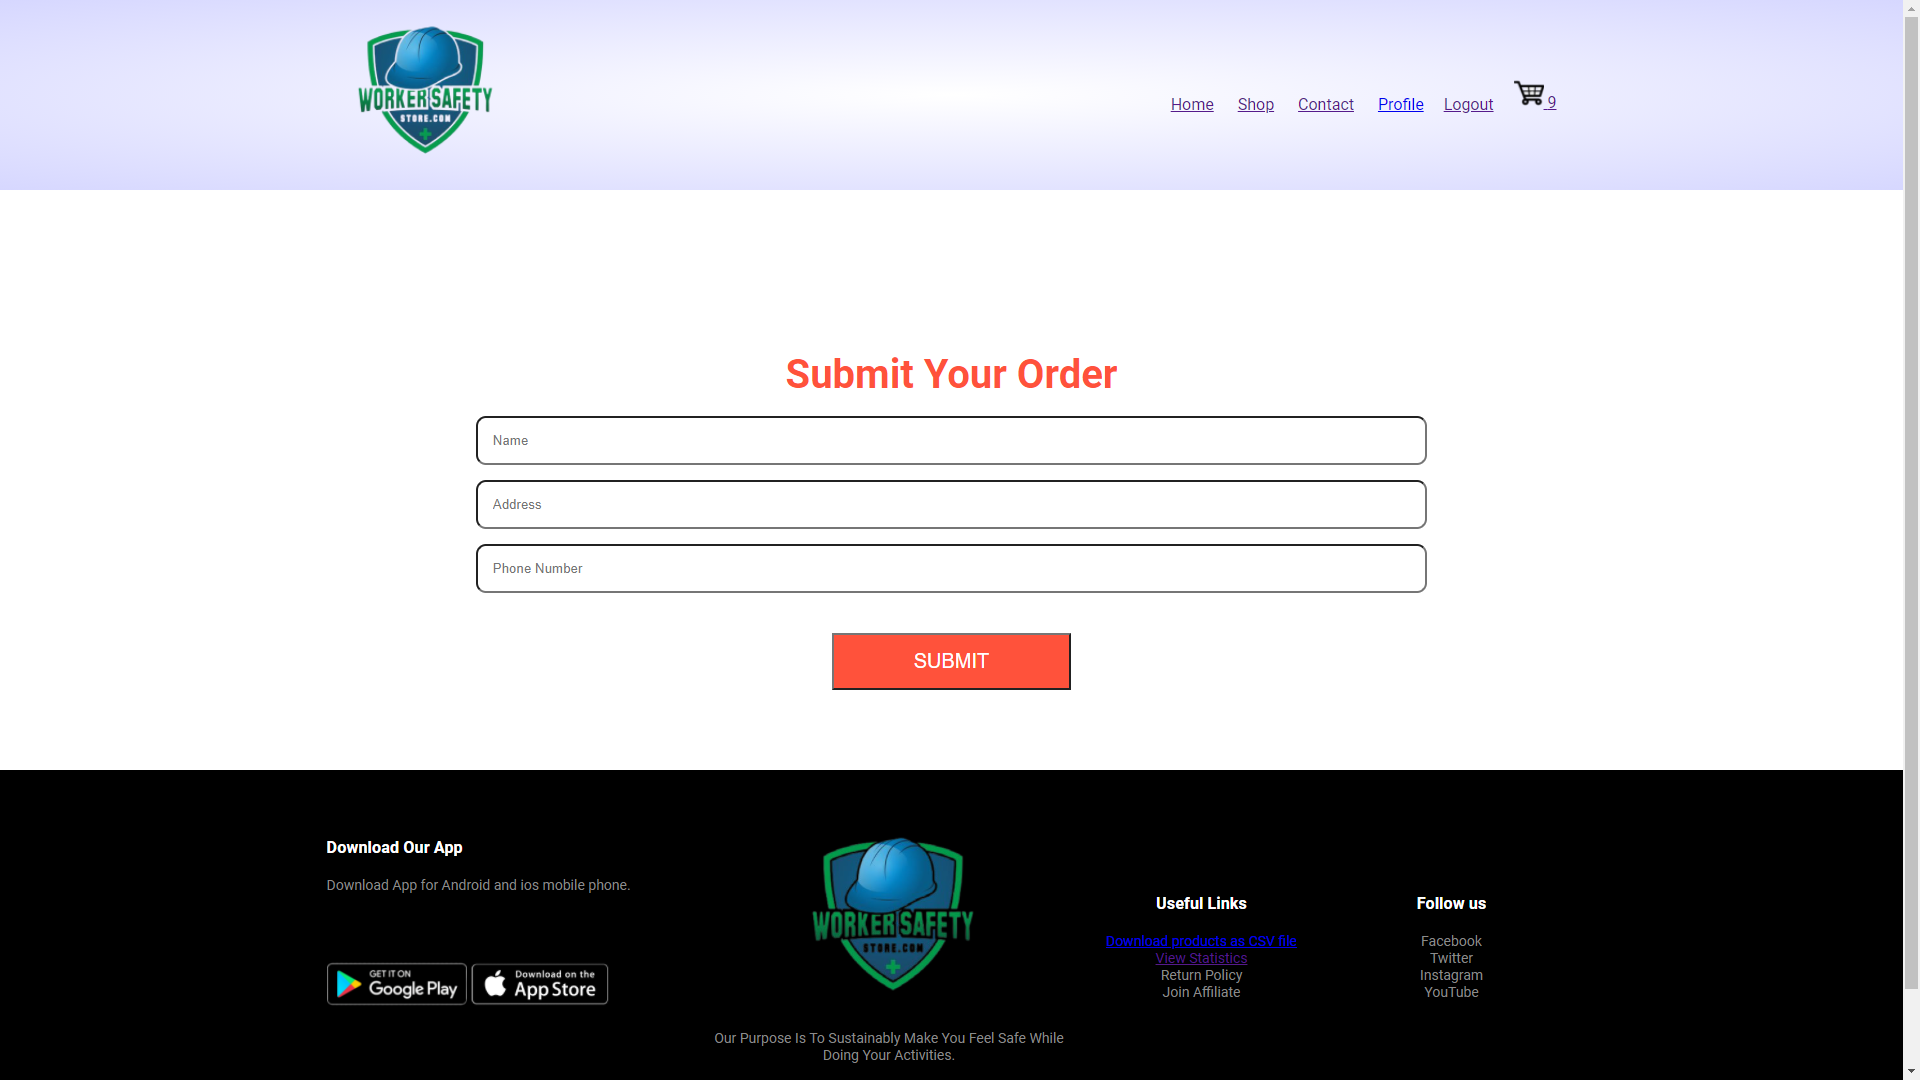 WORKER SAFETY
STORE.COM
Home Shop Contact Profile Logout 9
Submit Your Order
Name
Address
Phone Number
SUBMIT
Download Our App
Download App for Android and ios mobile phone.
GET IT ON
Google Play
Download on the
App Store
WORKER SAFETY
STORE.COM
Our Purpose Is To Sustainably Make You Feel Safe While
Doing Your Activities.
Useful Links
Download products as CSV file
View Statistics
Return Policy
Join Affiliate
Follow us
Facebook
Twitter
Instagram
YouTube